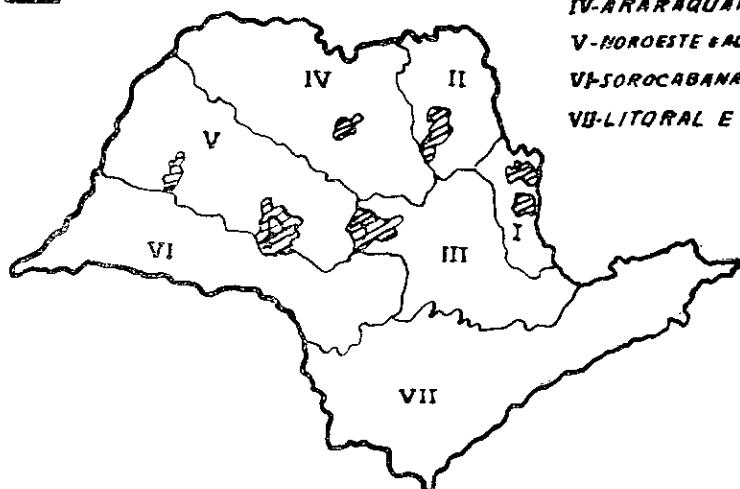 IV-ARARAQUA
V-NOROESTE E
VI-SOROCABANA
VII-LITORAL E
IV
II
V
I
VI
III
VII